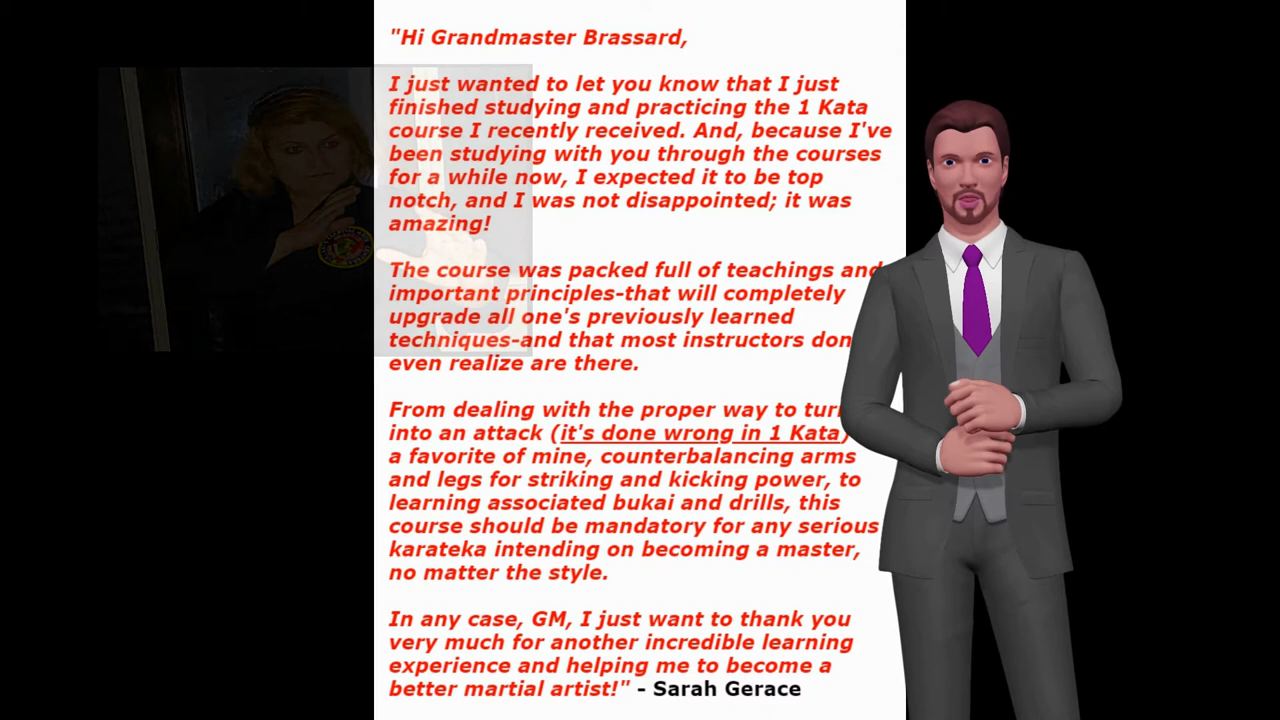 "Hi Grandmaster Brassard,
I just wanted to let you know that I just
finished studying and practicing the 1 Kata
course I recently received. And, because I've
been studying with you through the courses
for a while now, I expected it to be top
notch, and I was not disappointed; it was
amazing!
The course was packed full of teachings and
important principles-that will completely
upgrade all one's previously learned
techniques-and that most instructors don
even realize are there.
From dealing with the proper way to turn
into an attack (it's done wrong in 1 Kata)
a favorite of mine, counterbalancing arms
and legs for striking and kicking power, to
learning associated bukai and drills, this
course should be mandatory for any serious
karateka intending on becoming a master,
no matter the style.
In any case, GM, I just want to thank you
very much for another incredible learning
experience and helping me to become a
better martial artist!" - Sarah Gerace